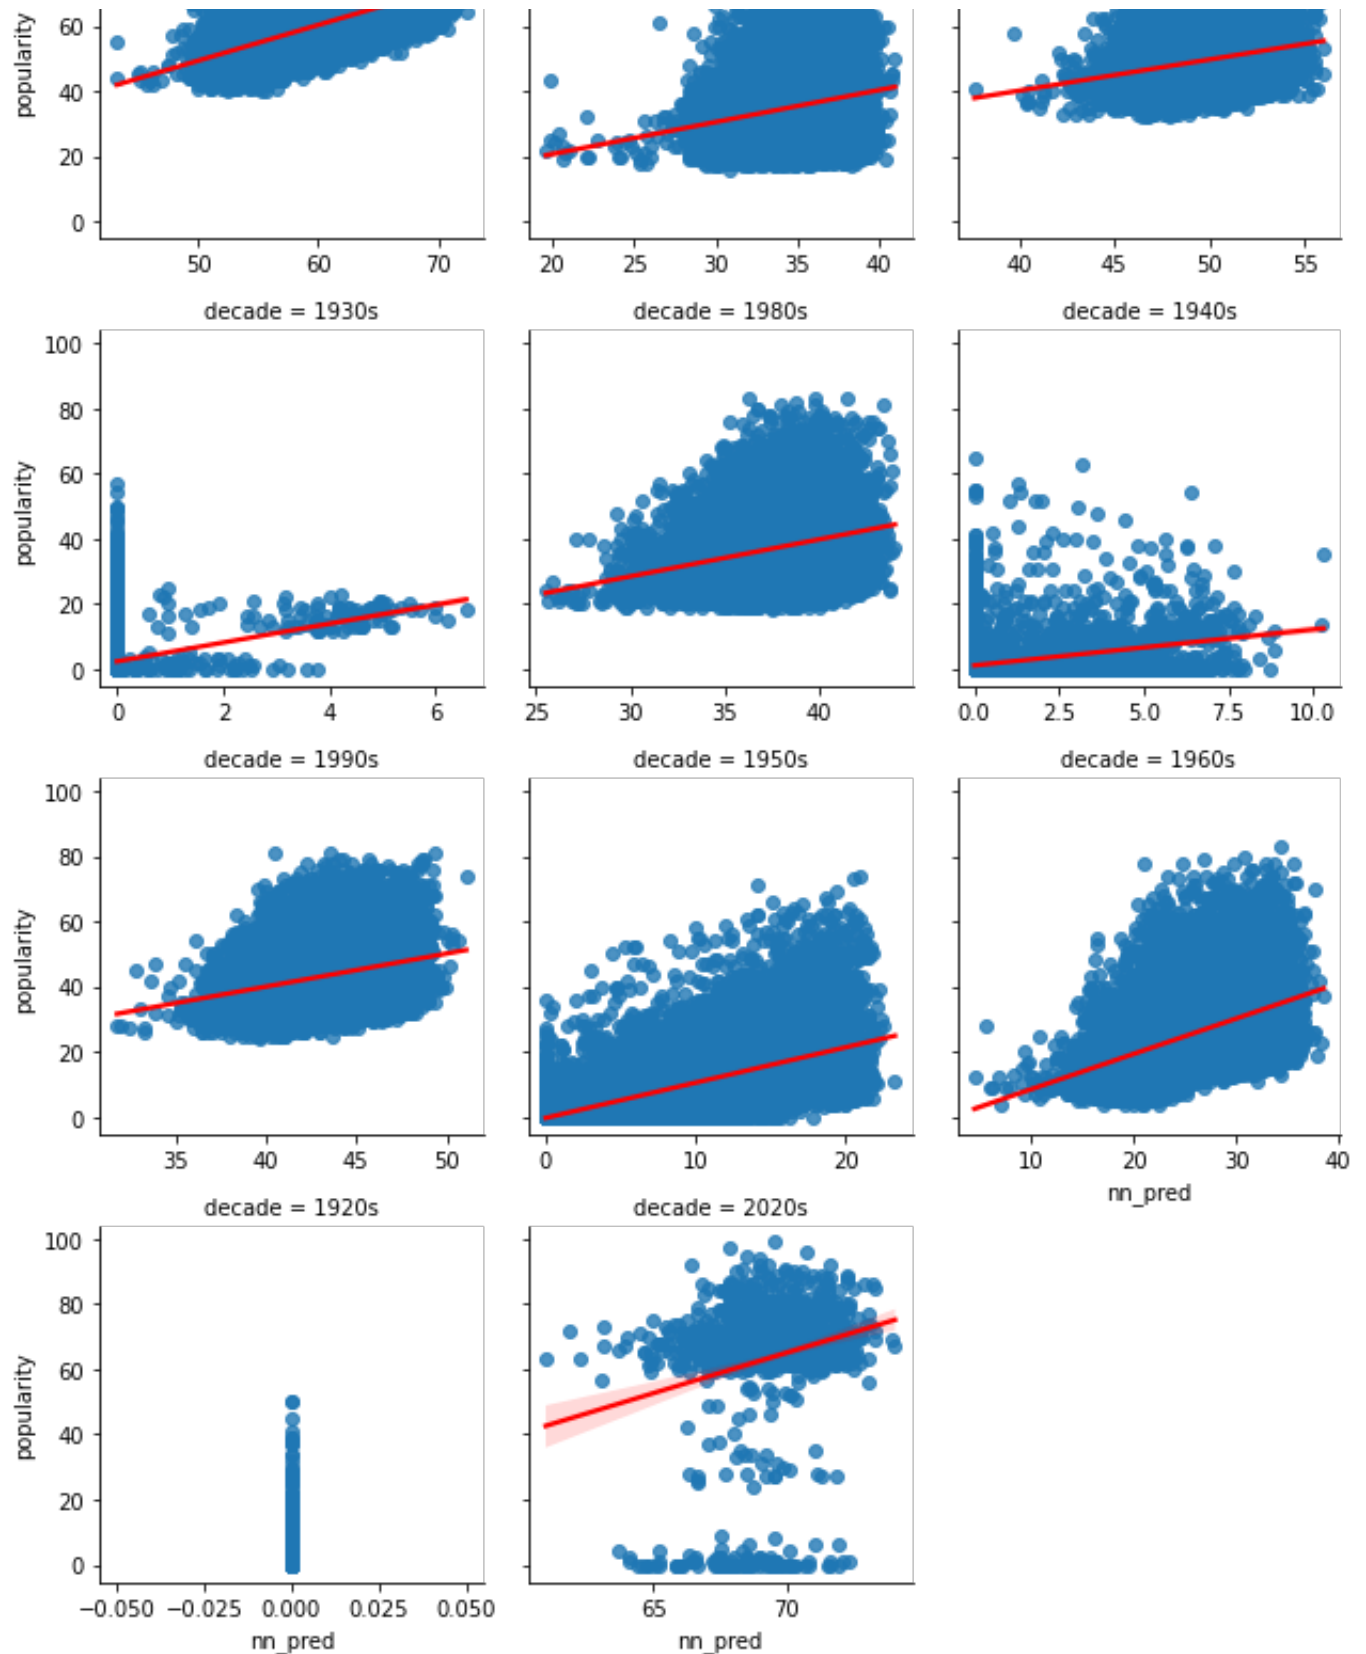 60
40
20
0
popularity
50 60 70
20 25 30 35 40
40 45 50 55
decade = 1930s
decade = 1980s
decade = 1940s
100
80
60
40
20
0
popularity
0 2 4 6
25 30 35 40
0.0 2.5 5.0 7.5 10.0
decade = 1990s
decade = 1950s
decade = 1960s
100
80
60
40
20
0
popularity
35 40 45 50
0 10 20
10 20 30 40
nn_pred
decade = 1920s
decade = 2020s
100
80
60
40
20
0
popularity
−0.050 −0.025 0.000 0.025 0.050
65 70
nn_pred
nn_pred